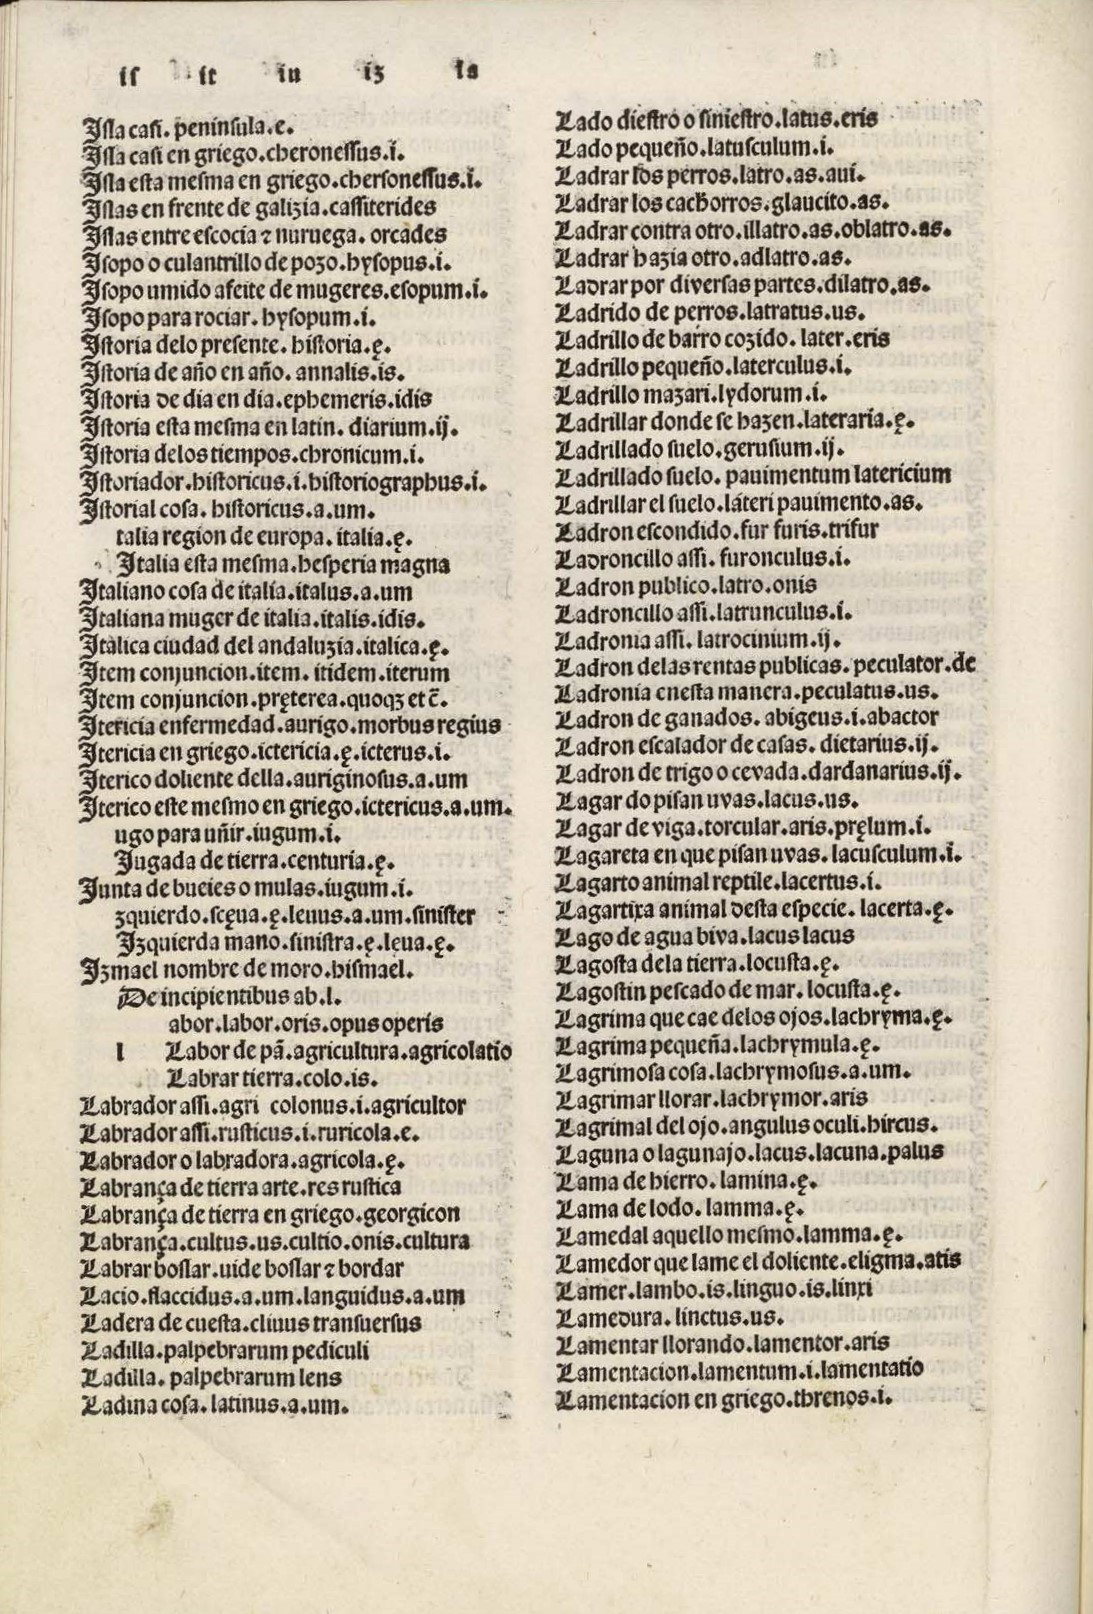 is st iu iz la
Isla casi. peninsula.e.
Isla casi en griego.cheronessus.i.
Isla esta mesma en griego.chersonessus.i.
Islas en frente de galizia.cassiterides
Islas entre escocia ⁊ nuruega. orcades
Isopo o culantrillo de pozo.hysopus.i.
Isopo umido afeite de mugeres.esopum.i.
Isopo para rociar. hysopum.i.
Istoria delo presente. historia.ę.
Istoria de año en año. annalis.is.
Istoria de dia en dia.ephemeris.idis
Istoria esta mesma en latin. diarium.ij.
Istoria delos tiempos.chronicum.i.
Istoriador.historicus.i.historiographus.i.
Istorial cosa. historicus.a.um.
talia region de europa. italia.ę.
Italia esta mesma.hesperia magna
Italiano cosa de italia.italus.a.um
Italiana muger de italia.italis.idis.
Italica ciudad del andaluzia.italica.ę.
Item conjuncion.item. itidem.iterum
Item conjuncion.pręterea.quoqꝫ et c̄.
Itericia enfermedad.aurigo.morbus regius
Itericia en griego.ictericia.ę.icterus.i.
Iterico doliente della.auriginosus.a.um
Iterico este mesmo en griego.ictericus.a.um.
ugo para uñir.iugum.i.
Jugada de tierra.centuria.ę.
Junta de bueies o mulas.iugum.i.
zquierdo.scęua.ę.leuus.a.um.sinister
Izquierda mano.sinistra.ę.leua.ę.
Izmael nombre de moro.hismael.
De incipientibus ab.l.
abor.labor.oris.opus operis
l Labor de pã.agricultura.agricolatio
Labrar tierra.colo.is.
Labrador assi.agri colonus.i.agricultor
Labrador assi.rusticus.i.ruricola.e.
Labrador o labradora.agricola.ę.
Labrança de tierra arte.res rustica
Labrança de tierra en griego.georgicon
Labrança.cultus.us.cultio.onis.cultura
Labrar boslar.uide boslar ⁊ bordar
Lacio.flaccidus.a.um.languidus.a.um
Ladera de cuesta.cliuus transuersus
Ladilla.palpebrarum pediculi
Ladilla. palpebrarum lens
Ladina cosa. latinus.a.um.
Lado diestro o siniestro.latus.eris
Lado pequeño.latusculum.i.
Ladrar los perros.latro.as.aui.
Ladrar los cachorros.glaucito.as.
Ladrar contra otro.illatro.as.oblatro.as.
Ladrar hazia otro.adlatro.as.
Ladrar por diversas partes.dilatro.as.
Ladrido de perros.latratus.us.
Ladrillo de barro cozido. later.eris
Ladrillo pequeño.laterculus.i.
Ladrillo mazari.lydorum.i.
Ladrillar donde se hazen.lateraria.ę.
Ladrillado suelo.gerusium.ij.
Ladrillado suelo. pauimentum latericium
Ladrillar el suelo.lateri pauimento.as.
Ladron escondido.fur furis.trifur
Ladroncillo assi. furonculus.i.
Ladron publico.latro.onis
Ladroncillo assi.latrunculus.i.
Ladronia assi. latrocinium.ij.
Ladron delas rentas publicas. peculator.de
Ladronia enesta manera.peculatus.us.
Ladron de ganados. abigeus.i.abactor
Ladron escalador de casas. dietarius.ij.
Ladron de trigo o cevada.dardanarius.ij.
Lagar do pisan uvas.lacus.us.
Lagar de viga.torcular.aris.pręlum.i.
Lagareta en que pisan uvas. lacusculum.i.
Lagarto animal reptile.lacertus.i.
Lagartixa animal desta especie. lacerta.ę.
Lago de agua biva.lacus lacus
Lagosta dela tierra.locusta.ę.
Lagostin pescado de mar. locusta.ę.
Lagrima que cae delos ojos.lachryma.ę.
Lagrima pequeña.lachrymula.ę.
Lagrimosa cosa.lachrymosus.a.um.
Lagrimar llorar.lachrymor.aris
Lagrimal del ojo.angulus oculi.hircus.
Laguna o lagunajo.lacus.lacuna.palus
Lama de hierro. lamina.ę.
Lama de lodo. lamma.ę.
Lamedal aquello mesmo.lamma.ę.
Lamedor que lame el doliente.eligma.atis
Lamer.lambo.is.linguo.is.linxi
Lamedura. linctus.us.
Lamentar llorando.lamentor.aris
Lamentacion.lamentum.i.lamentatio
Lamentacion en griego.threnos.i.